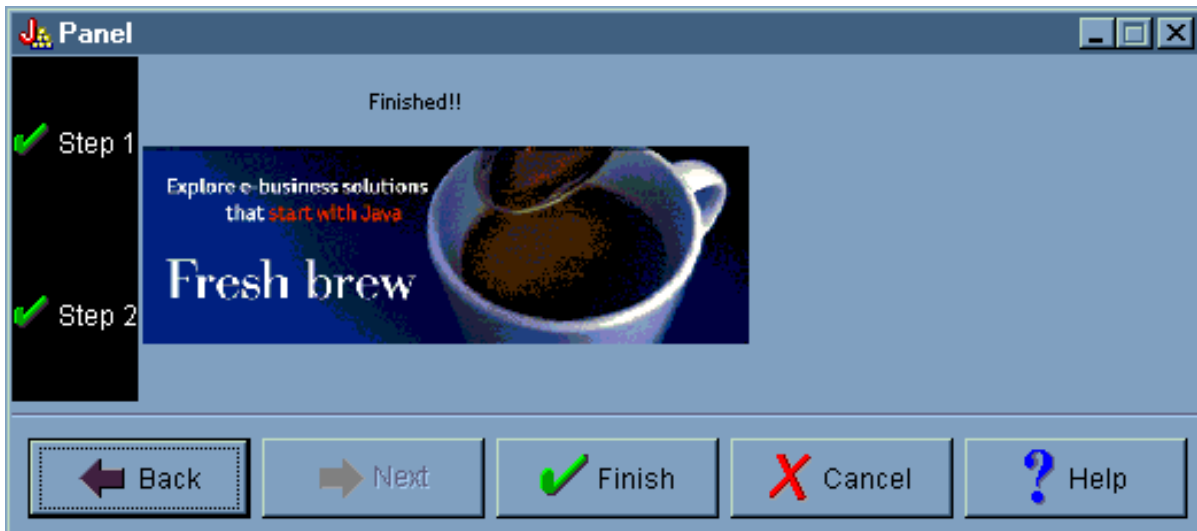 Panel
Finished!!
Step 1
Explore e-business solutions
that start with Java
Fresh brew
Step 2
Back
Next
Finish
Cancel
Help